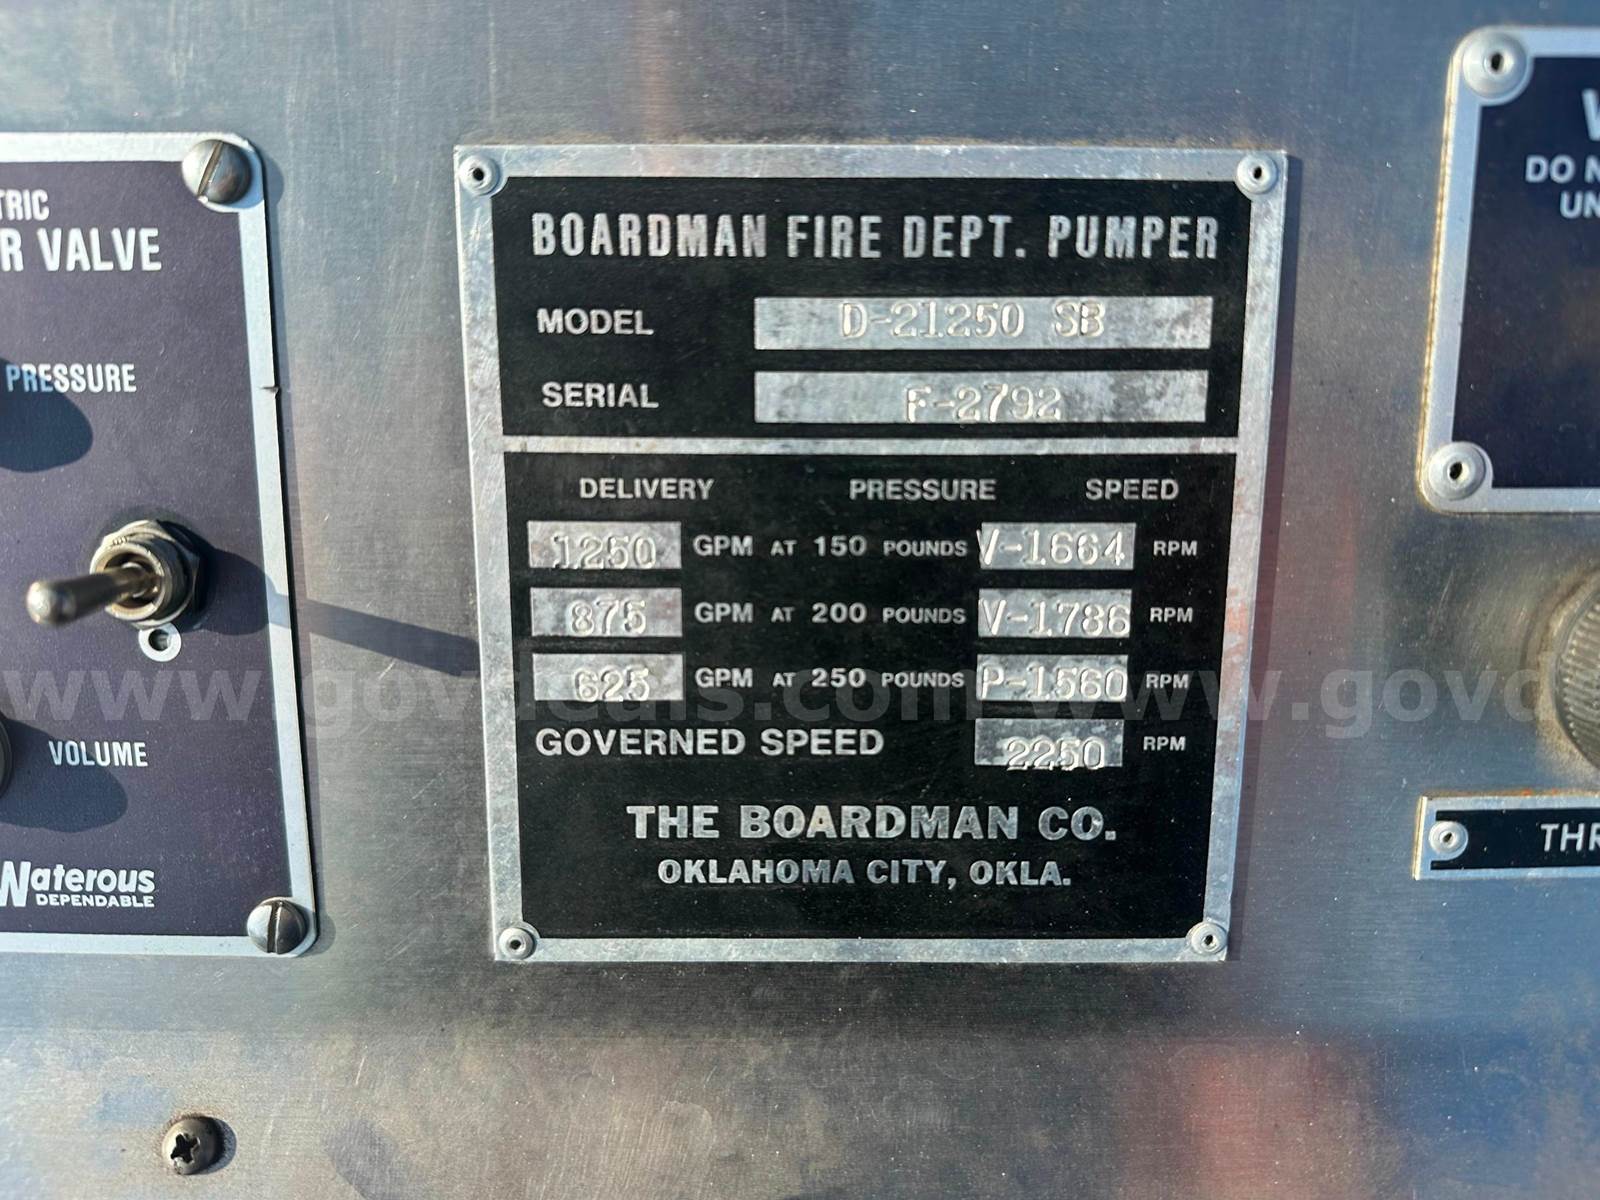 TRIC
R VALVE
PRESSURE
VOLUME
Waterous
DEPENDABLE
BOARDMAN FIRE DEPT. PUMPER
MODEL D-21250 SB
SERIAL F-2792
DELIVERY PRESSURE SPEED
1250 GPM AT 150 POUNDS V-1664 RPM
875 GPM AT 200 POUNDS V-1786 RPM
625 GPM AT 250 POUNDS P-1560 RPM
GOVERNED SPEED 2250 RPM
THE BOARDMAN CO.
OKLAHOMA CITY, OKLA.
DO N
UN
THR
www.govdeals.com www.govd